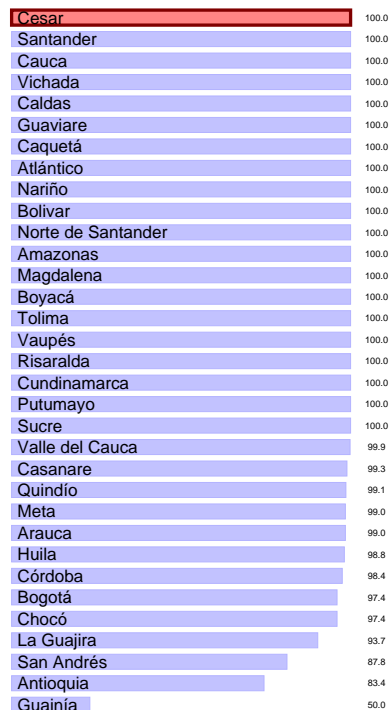 Cesar 100.0
Santander 100.0
Cauca 100.0
Vichada 100.0
Caldas 100.0
Guaviare 100.0
Caquetá 100.0
Atlántico 100.0
Nariño 100.0
Bolivar 100.0
Norte de Santander 100.0
Amazonas 100.0
Magdalena 100.0
Boyacá 100.0
Tolima 100.0
Vaupés 100.0
Risaralda 100.0
Cundinamarca 100.0
Putumayo 100.0
Sucre 100.0
Valle del Cauca 99.9
Casanare 99.3
Quindío 99.1
Meta 99.0
Arauca 99.0
Huila 98.8
Córdoba 98.4
Bogotá 97.4
Chocó 97.4
La Guajira 93.7
San Andrés 87.8
Antioquia 83.4
Guainía 50.0